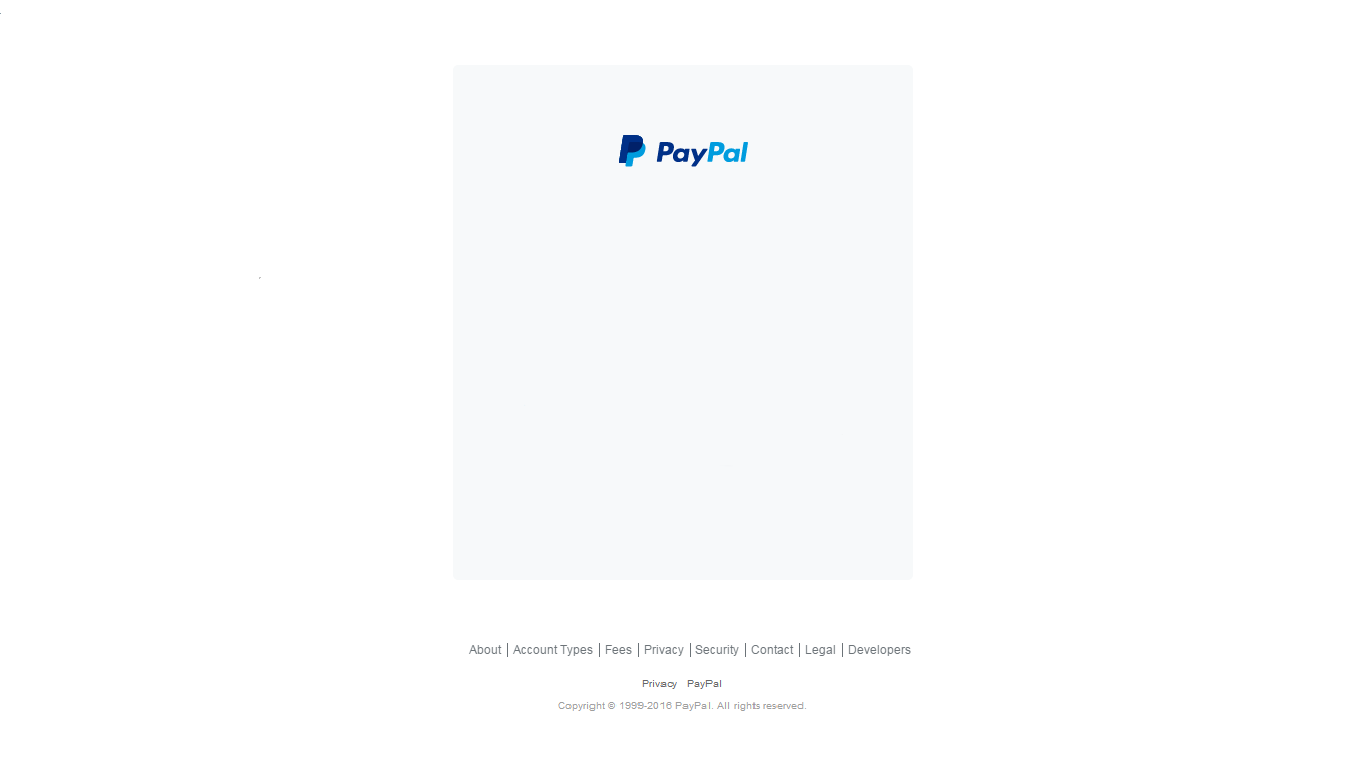 PayPal
About | Account Types | Fees | Privacy | Security | Contact | Legal | Developers
Privacy PayPal
Copyright © 1999-2016 PayPal. All rights reserved.